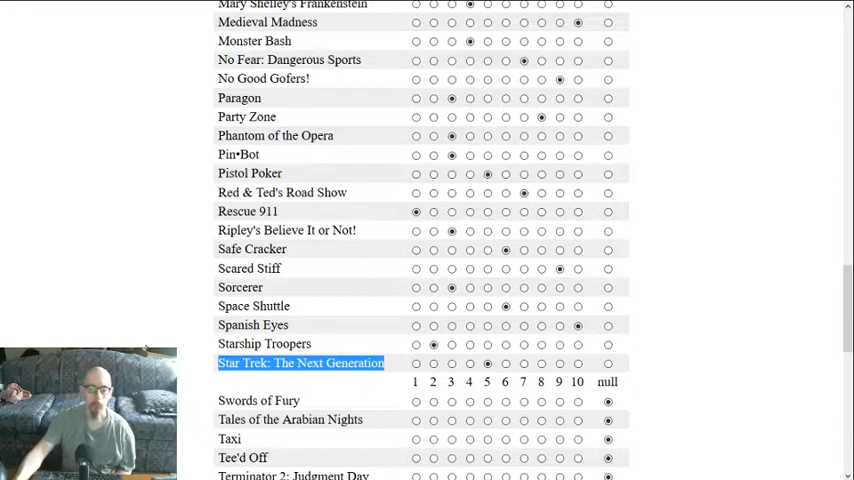 Mary Shelley's Frankenstein
Medieval Madness
Monster Bash
No Fear: Dangerous Sports
No Good Gofers!
Paragon
Party Zone
Phantom of the Opera
Pin•Bot
Pistol Poker
Red & Ted's Road Show
Rescue 911
Ripley's Believe It or Not!
Safe Cracker
Scared Stiff
Sorcerer
Space Shuttle
Spanish Eyes
Starship Troopers
Star Trek: The Next Generation
1 2 3 4 5 6 7 8 9 10 null
Swords of Fury
Tales of the Arabian Nights
Taxi
Tee'd Off
Terminator 2: Judgment Day